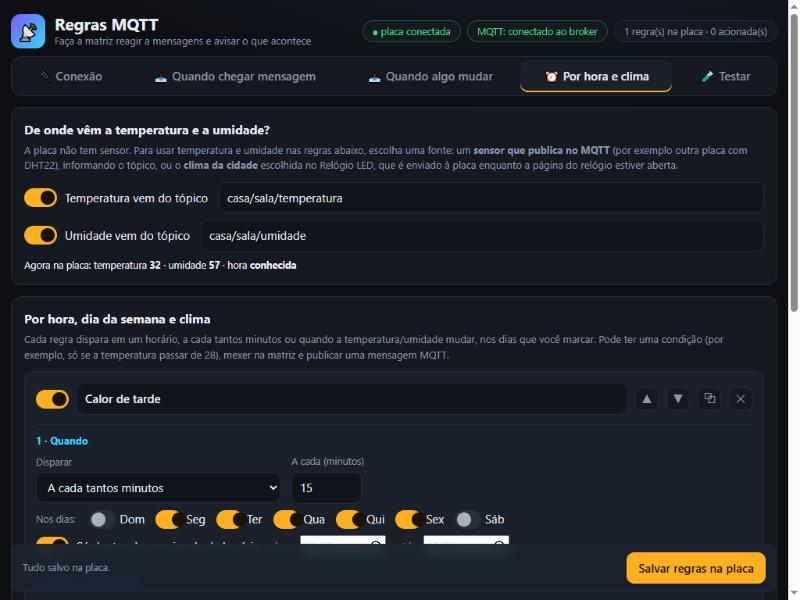 Regras MQTT
Faça a matriz reagir a mensagens e avisar o que acontece
placa conectada
MQTT: conectado ao broker
1 regra(s) na placa · 0 acionada(s)
Conexão
Quando chegar mensagem
Quando algo mudar
Por hora e clima
Testar
De onde vêm a temperatura e a umidade?
A placa não tem sensor. Para usar temperatura e umidade nas regras abaixo, escolha uma fonte: um sensor que publica no MQTT (por exemplo outra placa com
DHT22), informando o tópico, ou o clima da cidade escolhida no Relógio LED, que é enviado à placa enquanto a página do relógio estiver aberta.
Temperatura vem do tópico
casa/sala/temperatura
Umidade vem do tópico
casa/sala/umidade
Agora na placa: temperatura 32 · umidade 57 · hora conhecida
Por hora, dia da semana e clima
Cada regra dispara em um horário, a cada tantos minutos ou quando a temperatura/umidade mudar, nos dias que você marcar. Pode ter uma condição (por
exemplo, só se a temperatura passar de 28), mexer na matriz e publicar uma mensagem MQTT.
Calor de tarde
1 · Quando
Disparar
A cada (minutos)
A cada tantos minutos
15
Nos dias:
Dom
Seg
Ter
Qua
Qui
Sex
Sáb
Tudo salvo na placa.
Salvar regras na placa